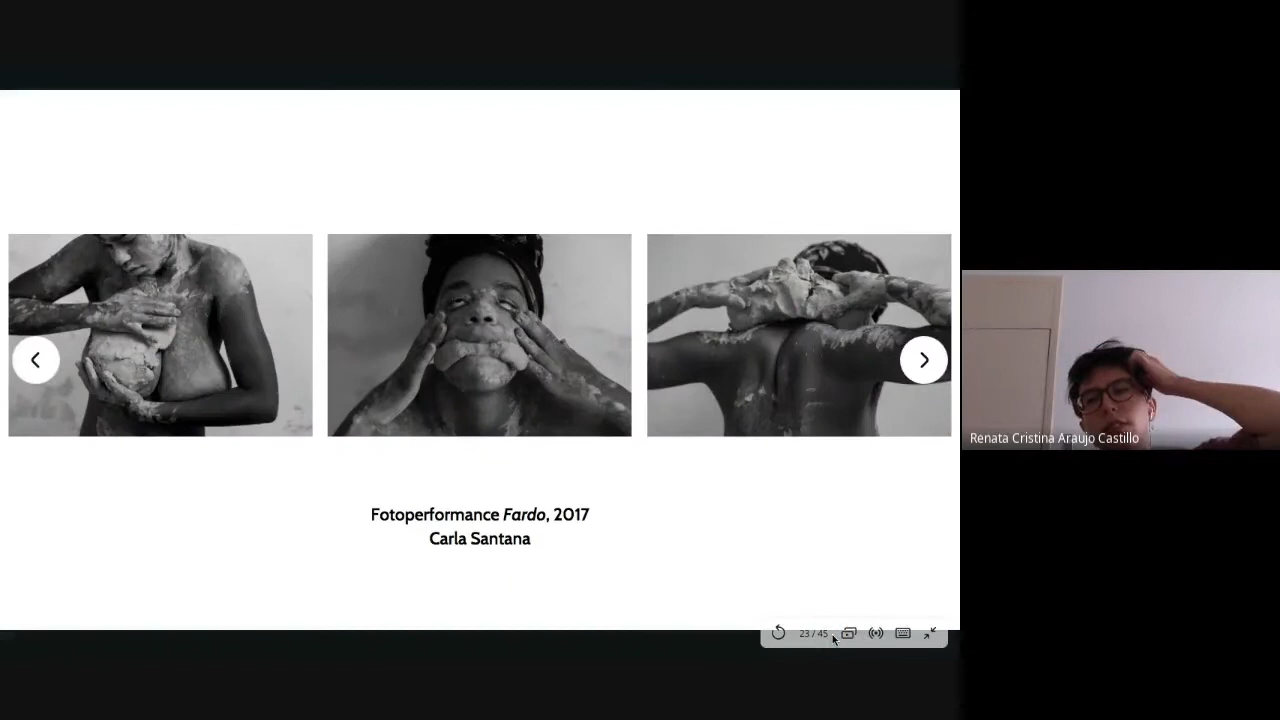 Fotoperformance Fardo, 2017
Carla Santana
Renata Cristina Araujo Castillo
23 / 45